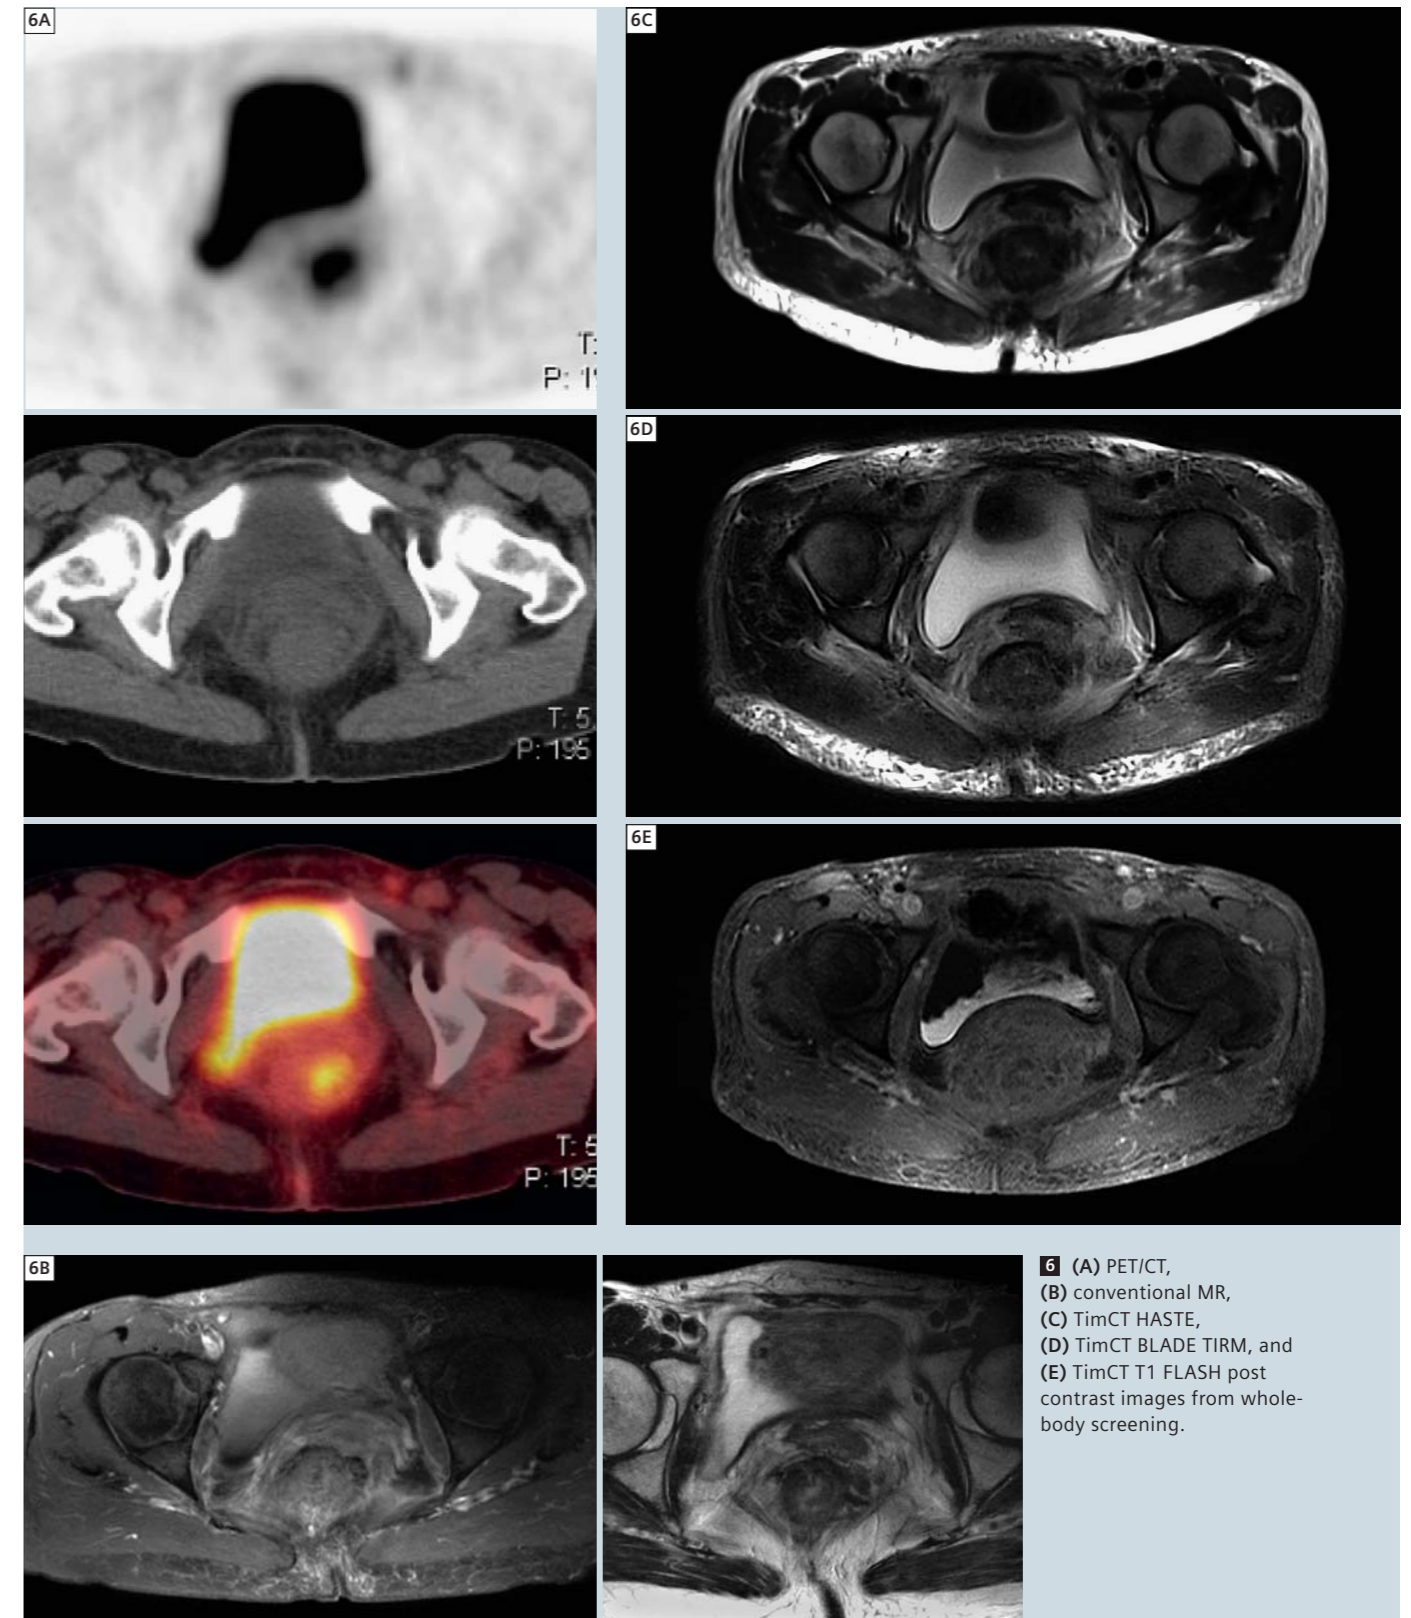 6A
T:
P: 1
6C
T: 5
P: 195
6D
T: 5
P: 195
6E
6B
6 (A) PET/CT,
(B) conventional MR,
(C) TimCT HASTE,
(D) TimCT BLADE TIRM, and
(E) TimCT T1 FLASH post
contrast images from whole-
body screening.